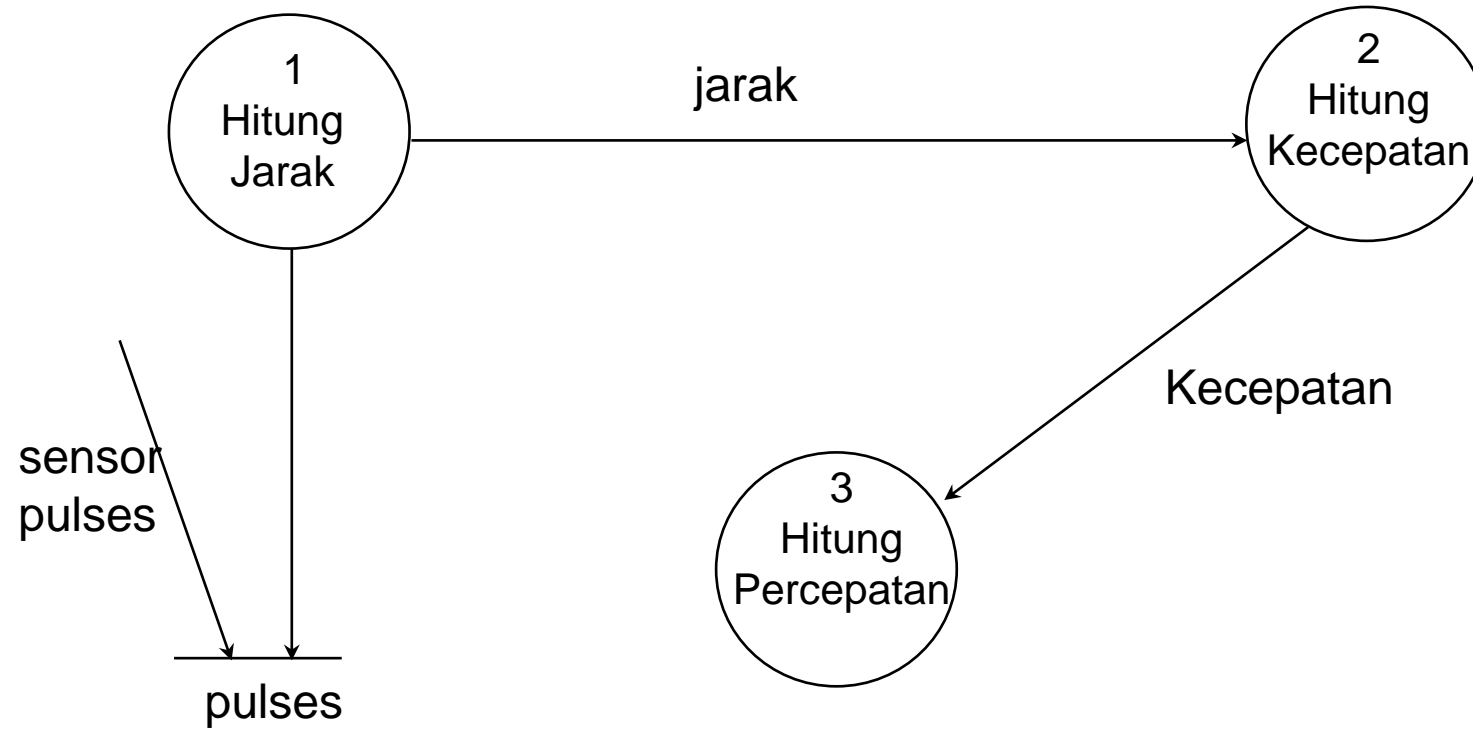 1
Hitung
Jarak
jarak
2
Hitung
Kecepatan
Kecepatan
sensor
pulses
3
Hitung
Percepatan
pulses